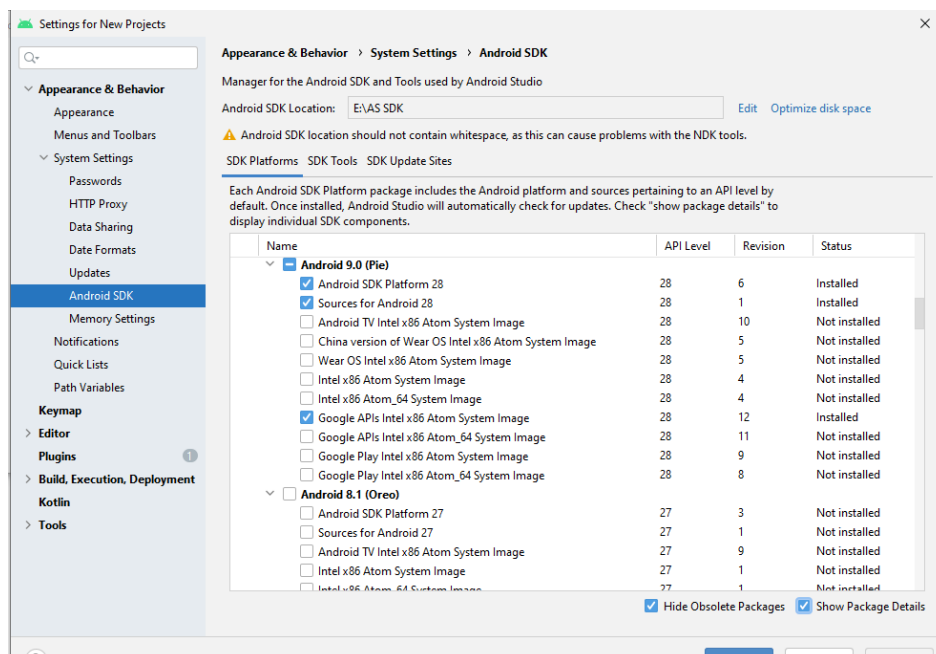 Settings for New Projects
Appearance & Behavior
Appearance
Menus and Toolbars
System Settings
Passwords
HTTP Proxy
Data Sharing
Date Formats
Updates
Android SDK
Memory Settings
Notifications
Quick Lists
Path Variables
Keymap
Editor
Plugins 1
Build, Execution, Deployment
Kotlin
Tools
Appearance & Behavior > System Settings > Android SDK
Manager for the Android SDK and Tools used by Android Studio
Android SDK Location: E:\AS SDK Edit Optimize disk space
Android SDK location should not contain whitespace, as this can cause problems with the NDK tools.
SDK Platforms SDK Tools SDK Update Sites
Each Android SDK Platform package includes the Android platform and sources pertaining to an API level by
default. Once installed, Android Studio will automatically check for updates. Check "show package details" to
display individual SDK components.
Name API Level Revision Status
Android 9.0 (Pie)
Android SDK Platform 28 28 6 Installed
Sources for Android 28 28 1 Installed
Android TV Intel x86 Atom System Image 28 10 Not installed
China version of Wear OS Intel x86 Atom System Image 28 5 Not installed
Wear OS Intel x86 Atom System Image 28 5 Not installed
Intel x86 Atom System Image 28 4 Not installed
Intel x86 Atom_64 System Image 28 4 Not installed
Google APIs Intel x86 Atom System Image 28 12 Installed
Google APIs Intel x86 Atom_64 System Image 28 11 Not installed
Google Play Intel x86 Atom System Image 28 9 Not installed
Google Play Intel x86 Atom_64 System Image 28 8 Not installed
Android 8.1 (Oreo)
Android SDK Platform 27 27 3 Not installed
Sources for Android 27 27 1 Not installed
Android TV Intel x86 Atom System Image 27 9 Not installed
Intel x86 Atom System Image 27 1 Not installed
Intel x86 Atom_64 System Image 27 1 Not installed
Hide Obsolete Packages Show Package Details